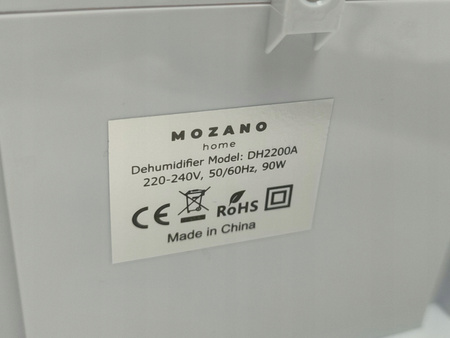 MOZANO
home
Dehumidifier Model: DH2200A
220-240V, 50/60Hz, 90W
CE RoHS
Made in China